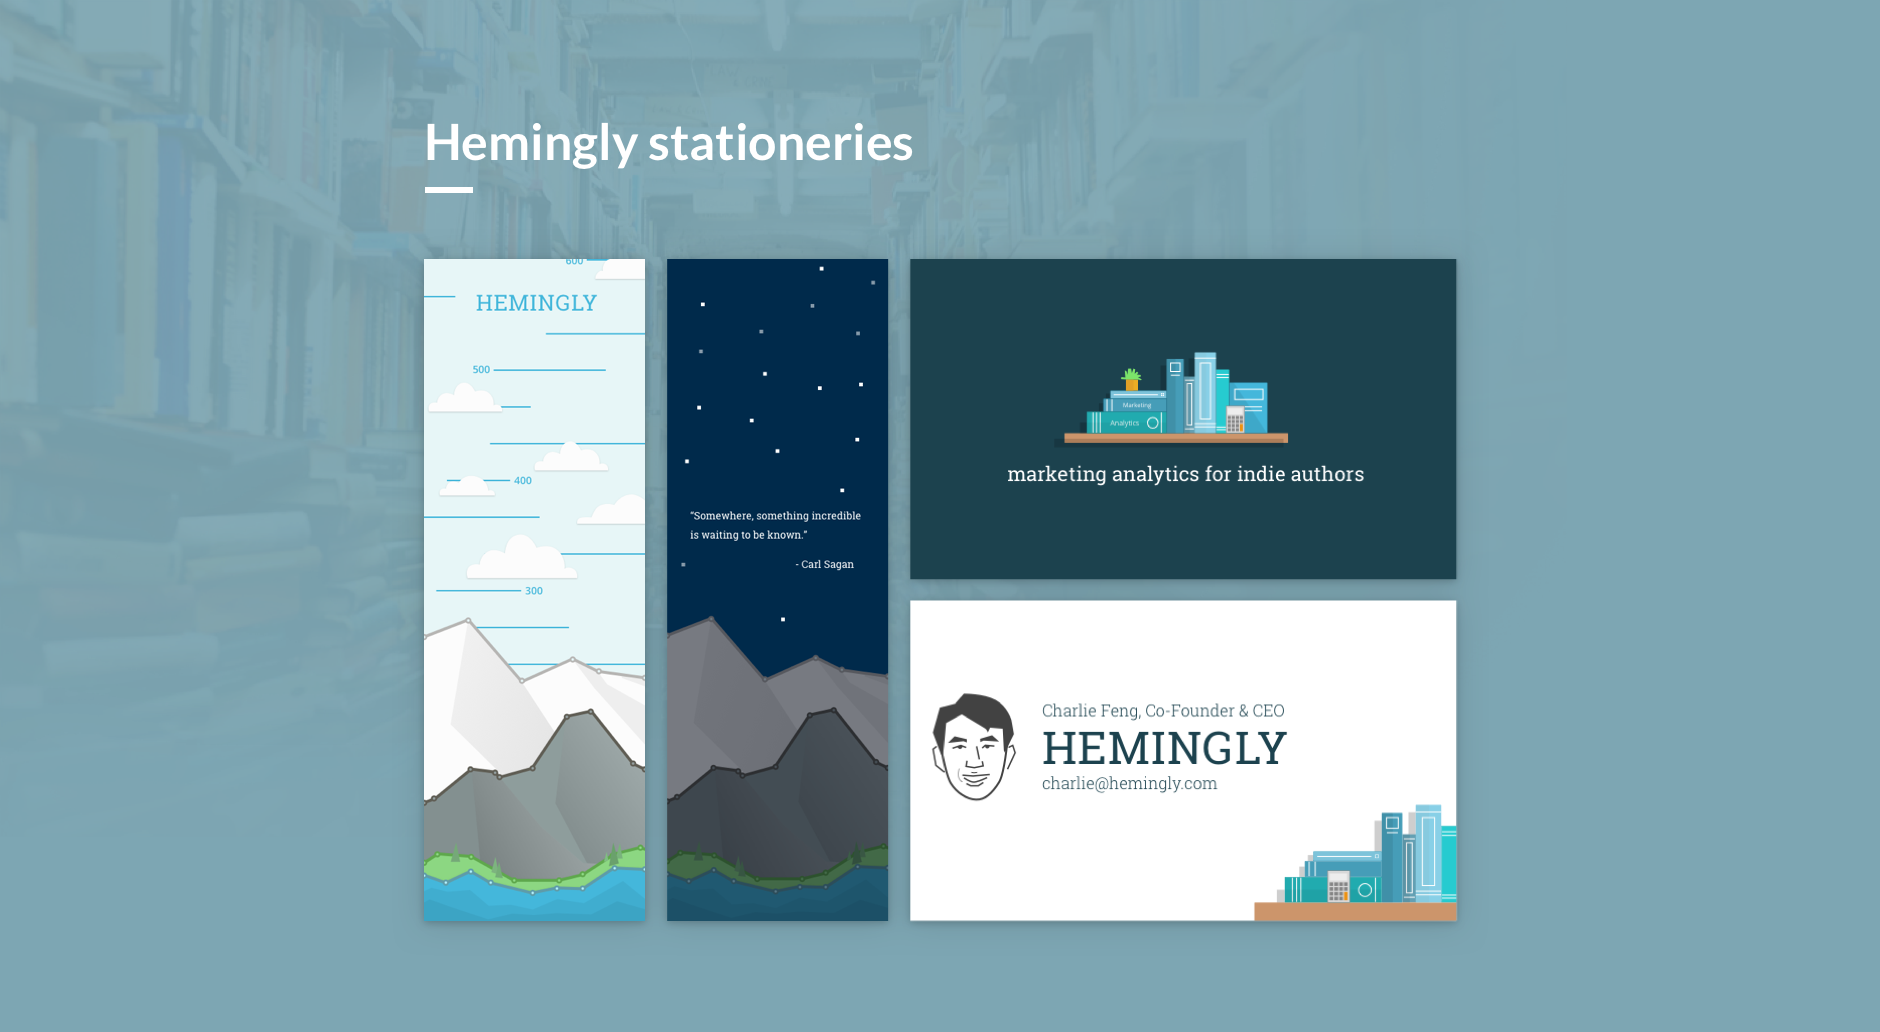 Hemingly stationeries
600
HEMINGLY
500
400
300
"Somewhere, something incredible
is waiting to be known."
- Carl Sagan
Marketing
Analytics
marketing analytics for indie authors
Charlie Feng, Co-Founder & CEO
HEMINGLY
charlie@hemingly.com